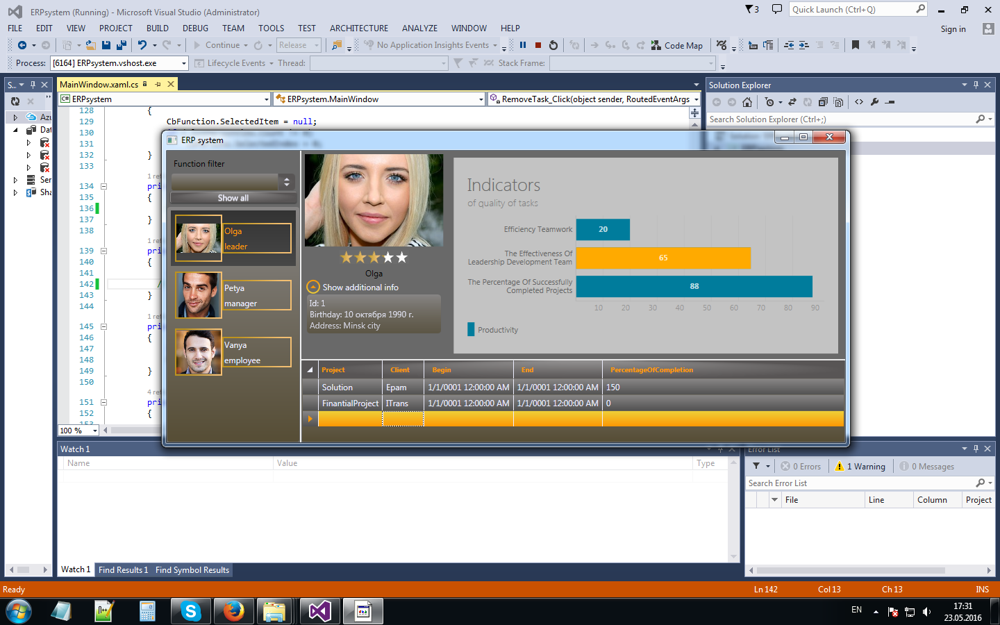 ERPsystem (Running) - Microsoft Visual Studio (Administrator)
3
Quick Launch (Ctrl+Q)
FILE EDIT VIEW PROJECT BUILD DEBUG TEAM TOOLS TEST ARCHITECTURE ANALYZE WINDOW HELP
Sign in
Continue Release No Application Insights Events Code Map
Process: [6164] ERPsystem.vshost.exe Lifecycle Events Thread: Stack Frame:
S..
MainWindow.xaml.cs
Solution Explorer
C# ERPsystem
ERPsystem.MainWindow
RemoveTask_Click(object sender, RoutedEventArgs
Search Solution Explorer (Ctrl+;)
Azu
Dat
Ser
Sha
128 {
129 CbFunction.SelectedItem = null;
130
131
132 }
133
1 ref
134 pri
135 {
136
137 }
138
1 ref
139 pri
140 {
141
142 /
143 }
144
1 ref
145 pri
146 {
147
148
149 }
150
4 ref
151 pri
152 {
153
100 %
ERP system
Function filter
Show all
Olga
leader
Petya
manager
Vanya
employee
Olga
Show additional info
Id: 1
Birthday: 10 октября 1990 г.
Address: Minsk city
Indicators
of quality of tasks
Efficiency Teamwork 20
The Effectiveness Of
Leadership Development Team 65
The Percentage Of Successfully
Completed Projects 88
10 20 30 40 50 60 70 80 90
Productivity
Project Client Begin End PercentageOfCompletion
Solution Epam 1/1/0001 12:00:00 AM 1/1/0001 12:00:00 AM 150
FinantialProject ITrans 1/1/0001 12:00:00 AM 1/1/0001 12:00:00 AM 0
Watch 1
Name Value Type
Watch 1 Find Results 1 Find Symbol Results
Error List
0 Errors 1 Warning 0 Messages
Search Error List
File Line Column Project
Ready
Ln 142 Col 13 Ch 13 INS
EN
17:31
23.05.2016